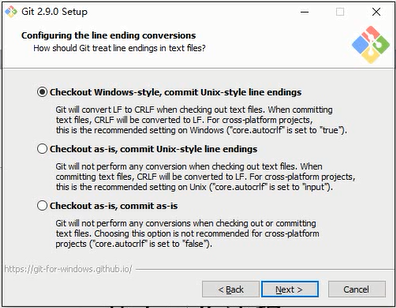 Git 2.9.0 Setup
Configuring the line ending conversions
How should Git treat line endings in text files?
Checkout Windows-style, commit Unix-style line endings
Git will convert LF to CRLF when checking out text files. When committing
text files, CRLF will be converted to LF. For cross-platform projects,
this is the recommended setting on Windows ("core.autocrlf" is set to "true").
Checkout as-is, commit Unix-style line endings
Git will not perform any conversion when checking out text files. When
committing text files, CRLF will be converted to LF. For cross-platform projects,
this is the recommended setting on Unix ("core.autocrlf" is set to "input").
Checkout as-is, commit as-is
Git will not perform any conversions when checking out or committing
text files. Choosing this option is not recommended for cross-platform
projects ("core.autocrlf" is set to "false").
https://git-for-windows.github.io/
< Back Next > Cancel